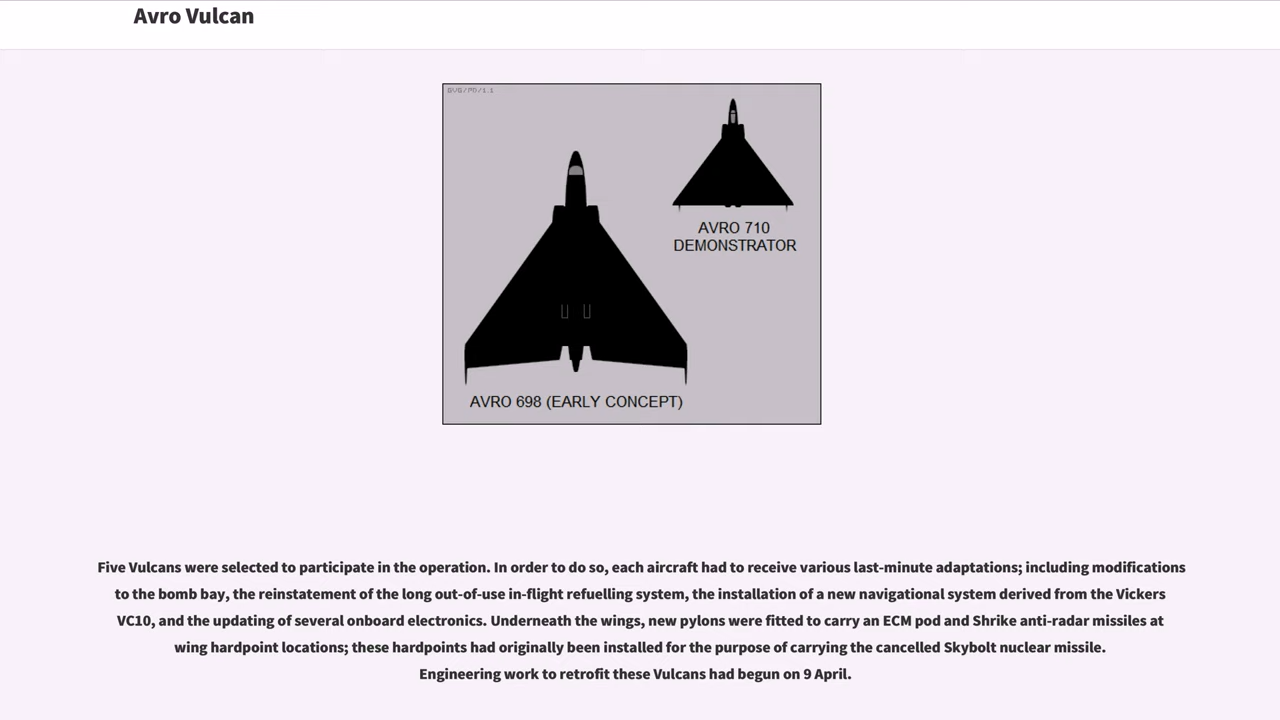 Avro Vulcan
GVG/PD/1.1
AVRO 710
DEMONSTRATOR
AVRO 698 (EARLY CONCEPT)
Five Vulcans were selected to participate in the operation. In order to do so, each aircraft had to receive various last-minute adaptations; including modifications
to the bomb bay, the reinstatement of the long out-of-use in-flight refuelling system, the installation of a new navigational system derived from the Vickers
VC10, and the updating of several onboard electronics. Underneath the wings, new pylons were fitted to carry an ECM pod and Shrike anti-radar missiles at
wing hardpoint locations; these hardpoints had originally been installed for the purpose of carrying the cancelled Skybolt nuclear missile.
Engineering work to retrofit these Vulcans had begun on 9 April.